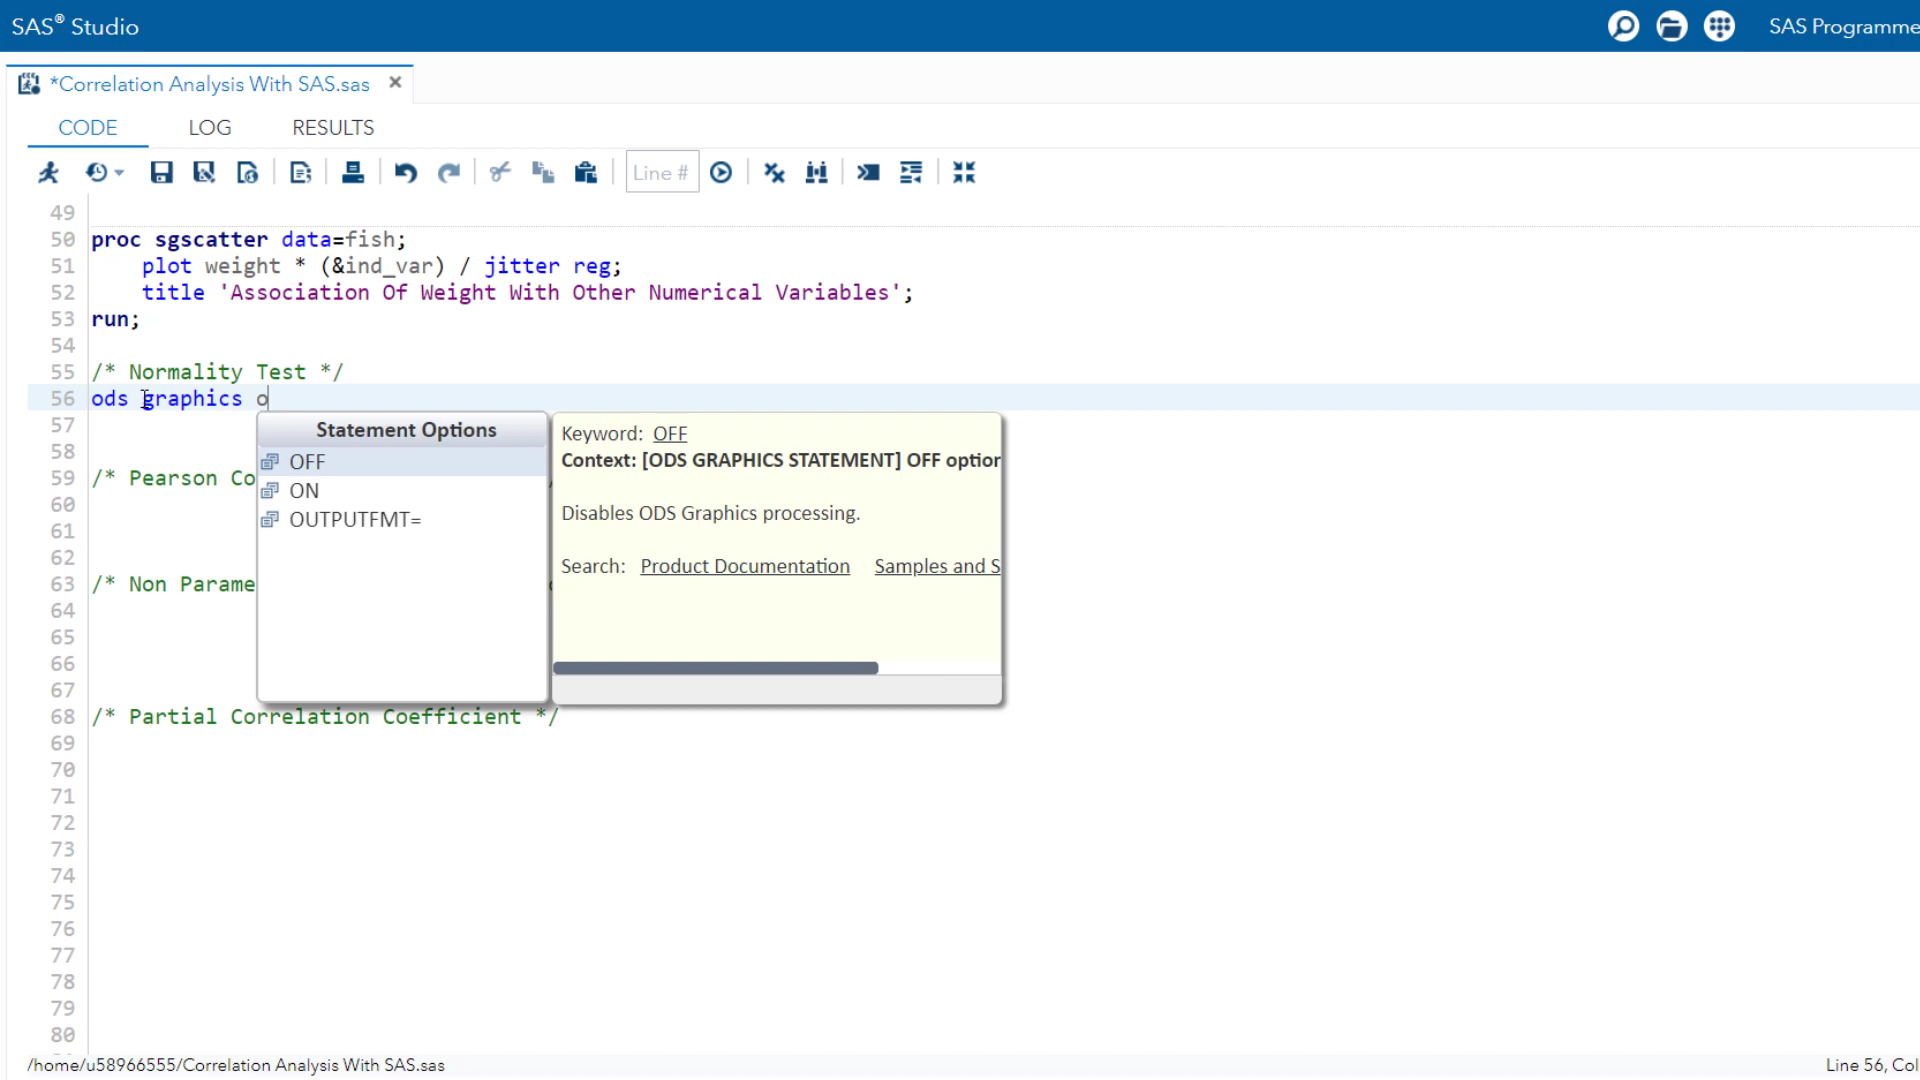 SAS® Studio
SAS Programme
*Correlation Analysis With SAS.sas
CODE
LOG
RESULTS
Line #
49
50 proc sgscatter data=fish;
51 plot weight * (&ind_var) / jitter reg;
52 title 'Association Of Weight With Other Numerical Variables';
53 run;
54
55 /* Normality Test */
56 ods graphics o
57
58
59 /* Pearson Co
60
61
62
63 /* Non Parame
64
65
66
67
68 /* Partial Correlation Coefficient */
69
70
71
72
73
74
75
76
77
78
79
80
Statement Options
OFF
ON
OUTPUTFMT=
Keyword: OFF
Context: [ODS GRAPHICS STATEMENT] OFF option
Disables ODS Graphics processing.
Search: Product Documentation Samples and S
/home/u58966555/Correlation Analysis With SAS.sas
Line 56, Col